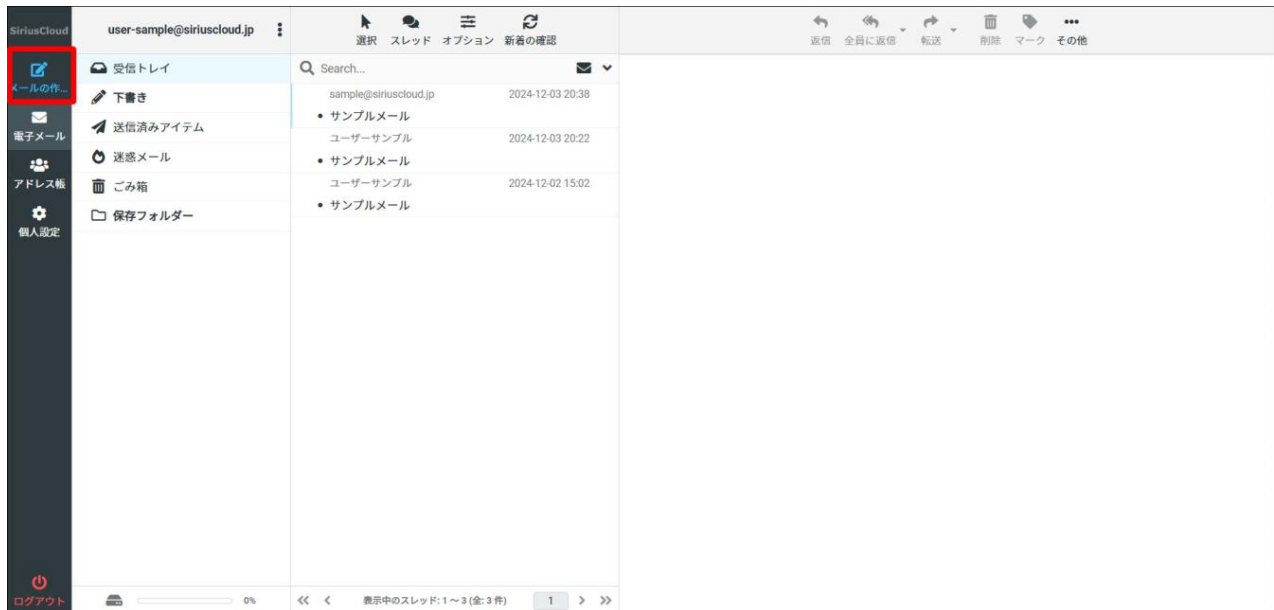 SiriusCloud
メールの作...
電子メール
アドレス帳
個人設定
ログアウト
user-sample@siriuscloud.jp
受信トレイ
下書き
送信済みアイテム
迷惑メール
ごみ箱
保存フォルダー
0%
選択 スレッド オプション 新着の確認
Search...
sample@siriuscloud.jp 2024-12-03 20:38
• サンプルメール
ユーザーサンプル 2024-12-03 20:22
• サンプルメール
ユーザーサンプル 2024-12-02 15:02
• サンプルメール
表示中のスレッド: 1 ～ 3 (全: 3 件) 1
返信 全員に返信 転送 削除 マーク その他